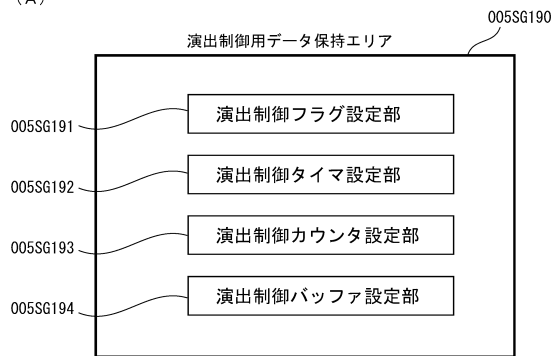 (A)
005SG190
演出制御用データ保持エリア
005SG191
演出制御フラグ設定部
005SG192
演出制御タイマ設定部
005SG193
演出制御カウンタ設定部
005SG194
演出制御バッファ設定部